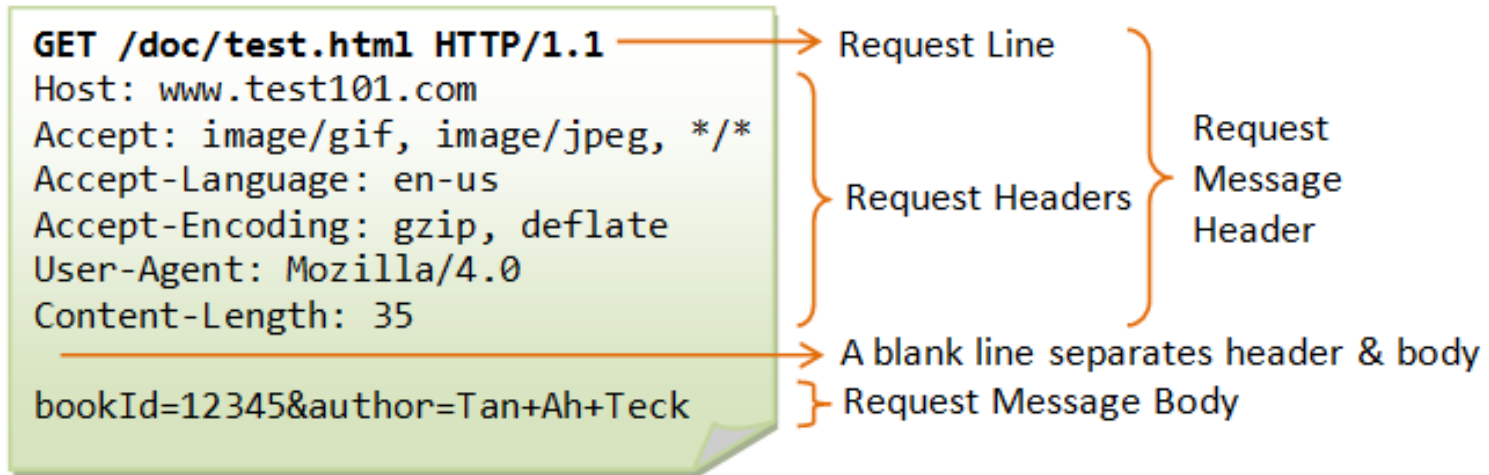 GET /doc/test.html HTTP/1.1
Host: www.test101.com
Accept: image/gif, image/jpeg, */*
Accept-Language: en-us
Accept-Encoding: gzip, deflate
User-Agent: Mozilla/4.0
Content-Length: 35
bookId=12345&author=Tan+Ah+Teck
Request Line
Request Headers
Request
Message
Header
A blank line separates header & body
Request Message Body